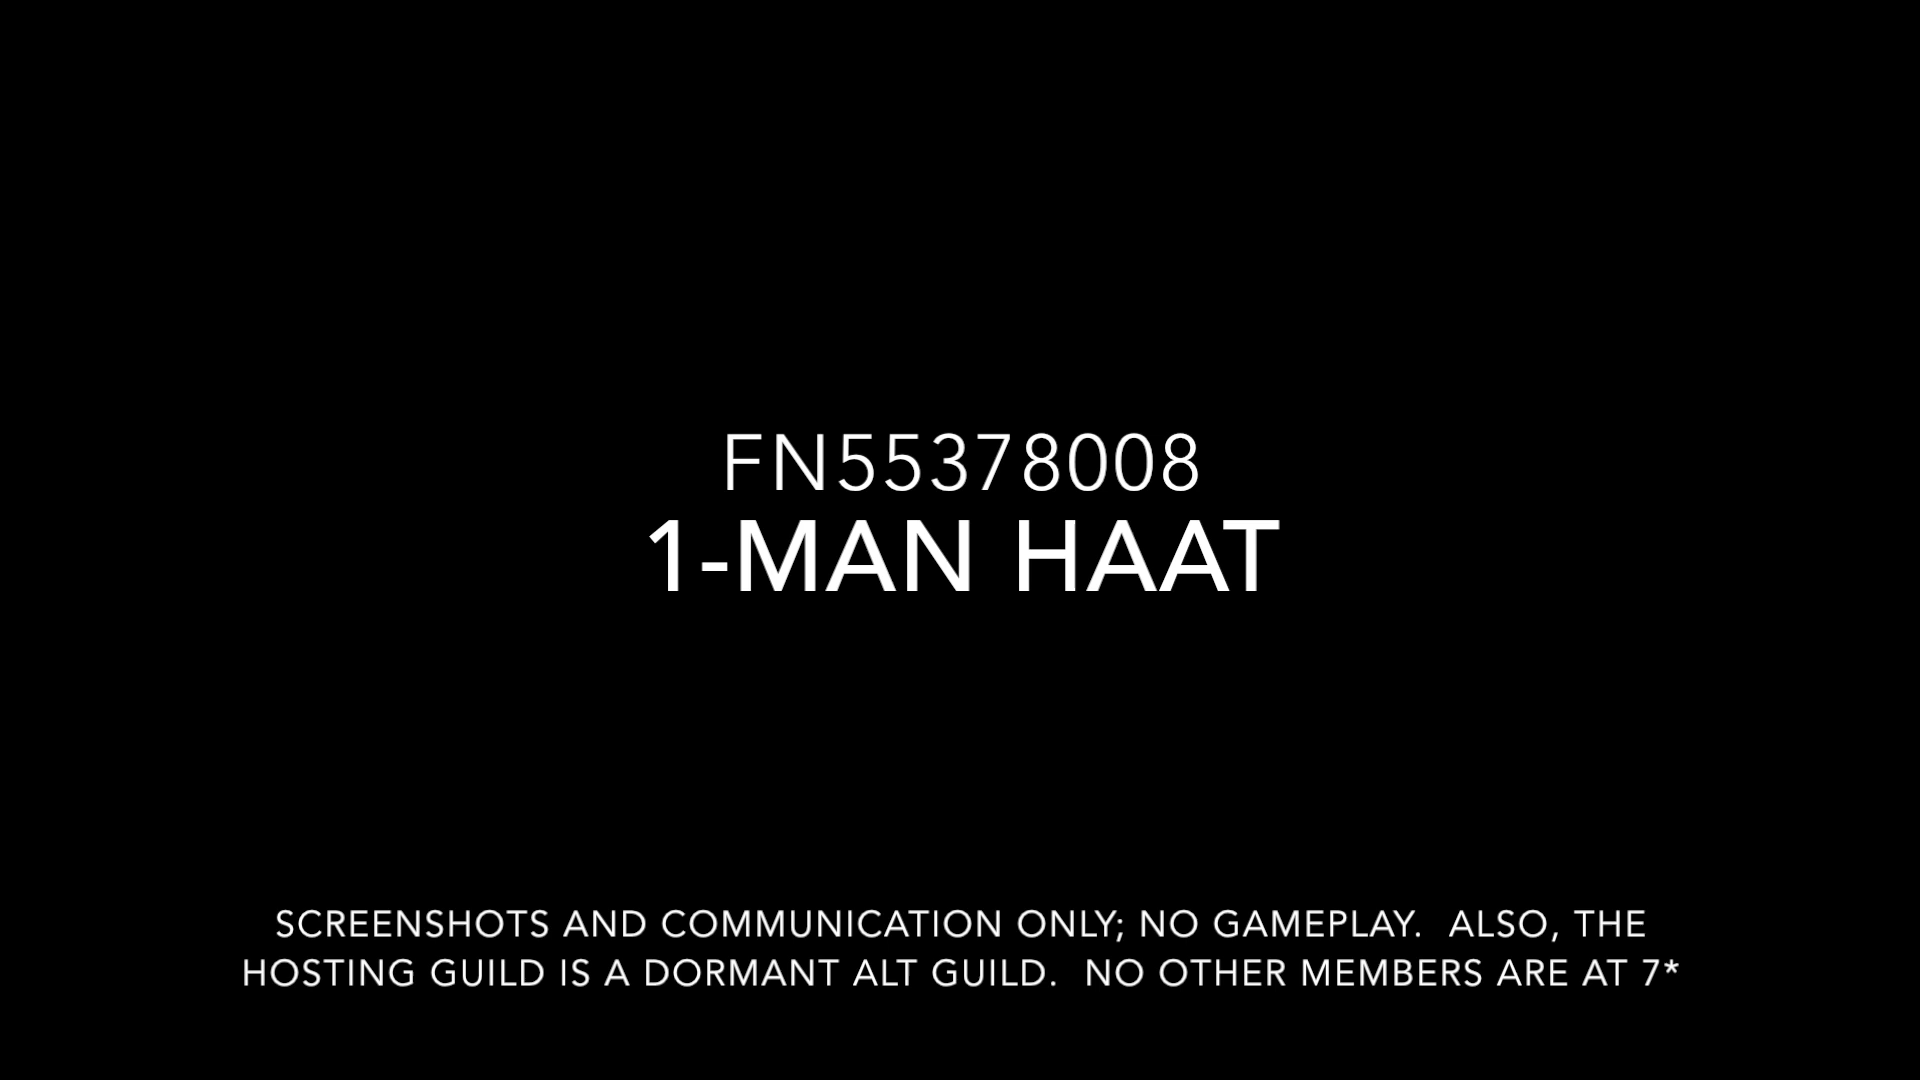 FN55378008
1-MAN HAAT
SCREENSHOTS AND COMMUNICATION ONLY; NO GAMEPLAY.  ALSO, THE
HOSTING GUILD IS A DORMANT ALT GUILD.  NO OTHER MEMBERS ARE AT 7*